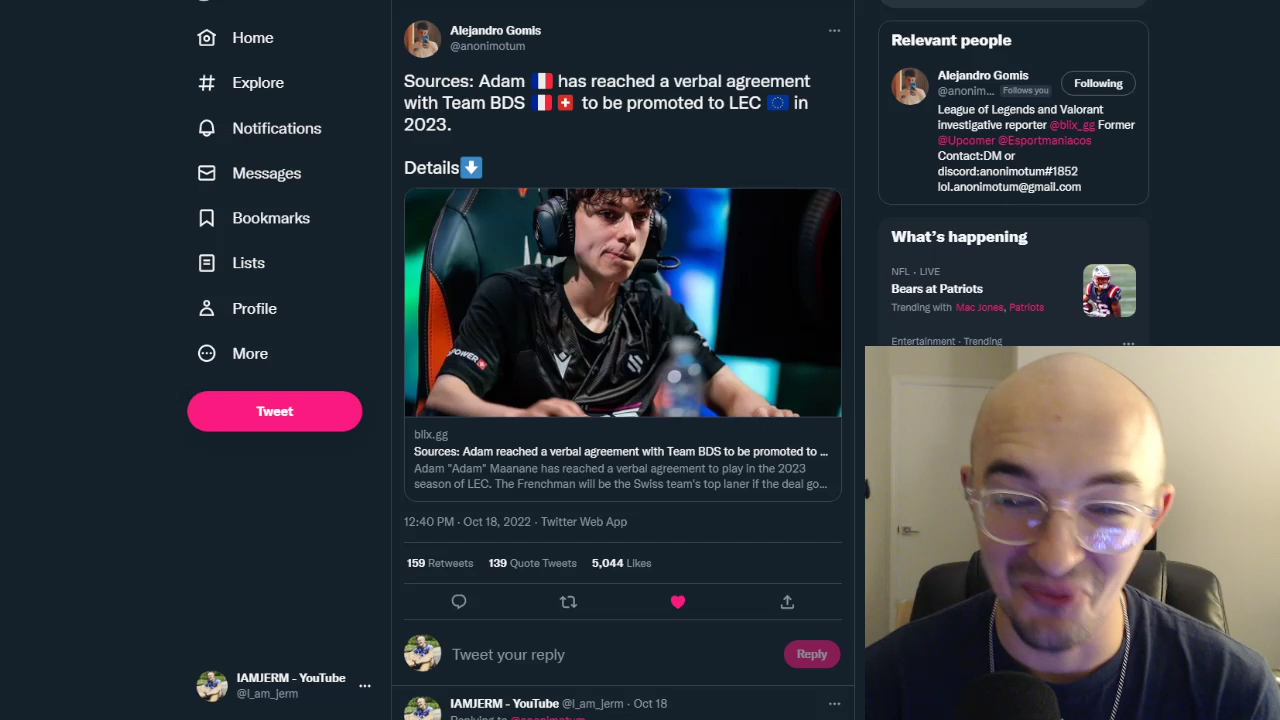 Home
Explore
Notifications
Messages
Bookmarks
Lists
Profile
More
Tweet
IAMJERM - YouTube
@I_am_jerm
Alejandro Gomis
@anonimotum
Sources: Adam 🇫🇷 has reached a verbal agreement
with Team BDS 🇫🇷 🇨🇭 to be promoted to LEC 🇪🇺 in
2023.
Details⬇️
POWER
blix.gg
Sources: Adam reached a verbal agreement with Team BDS to be promoted to ...
Adam "Adam" Maanane has reached a verbal agreement to play in the 2023
season of LEC. The Frenchman will be the Swiss team's top laner if the deal go...
12:40 PM · Oct 18, 2022 · Twitter Web App
159 Retweets 139 Quote Tweets 5,044 Likes
Tweet your reply
Reply
IAMJERM - YouTube @I_am_jerm · Oct 18
Replying to @anonimotum
Relevant people
Alejandro Gomis
@anonim... Follows you
Following
League of Legends and Valorant
investigative reporter @blix_gg Former
@Upcomer @Esportmaniacos
Contact:DM or
discord:anonimotum#1852
lol.anonimotum@gmail.com
What's happening
NFL · LIVE
Bears at Patriots
Trending with Mac Jones, Patriots
Entertainment · Trending